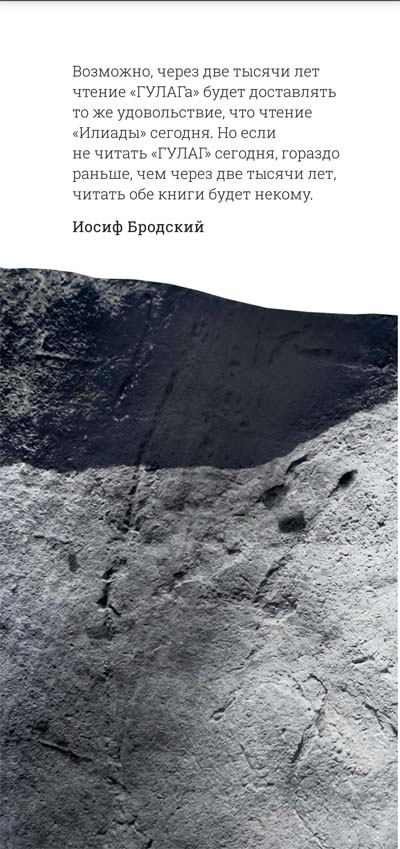 Возможно, через две тысячи лет
чтение «ГУЛАГа» будет доставлять
то же удовольствие, что чтение
«Илиады» сегодня. Но если
не читать «ГУЛАГ» сегодня, гораздо
раньше, чем через две тысячи лет,
читать обе книги будет некому.
Иосиф Бродский